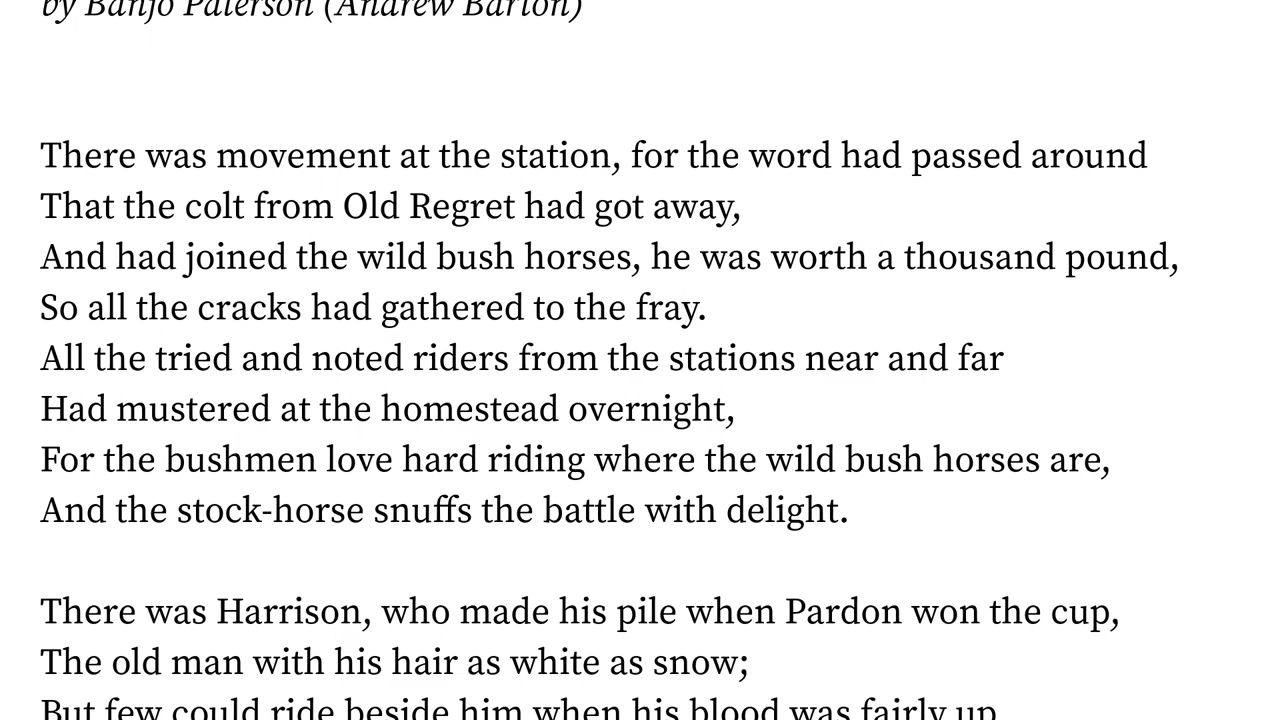 by Banjo Paterson (Andrew Barton)
There was movement at the station, for the word had passed around
That the colt from Old Regret had got away,
And had joined the wild bush horses, he was worth a thousand pound,
So all the cracks had gathered to the fray.
All the tried and noted riders from the stations near and far
Had mustered at the homestead overnight,
For the bushmen love hard riding where the wild bush horses are,
And the stock-horse snuffs the battle with delight.
There was Harrison, who made his pile when Pardon won the cup,
The old man with his hair as white as snow;
But few could ride beside him when his blood was fairly up